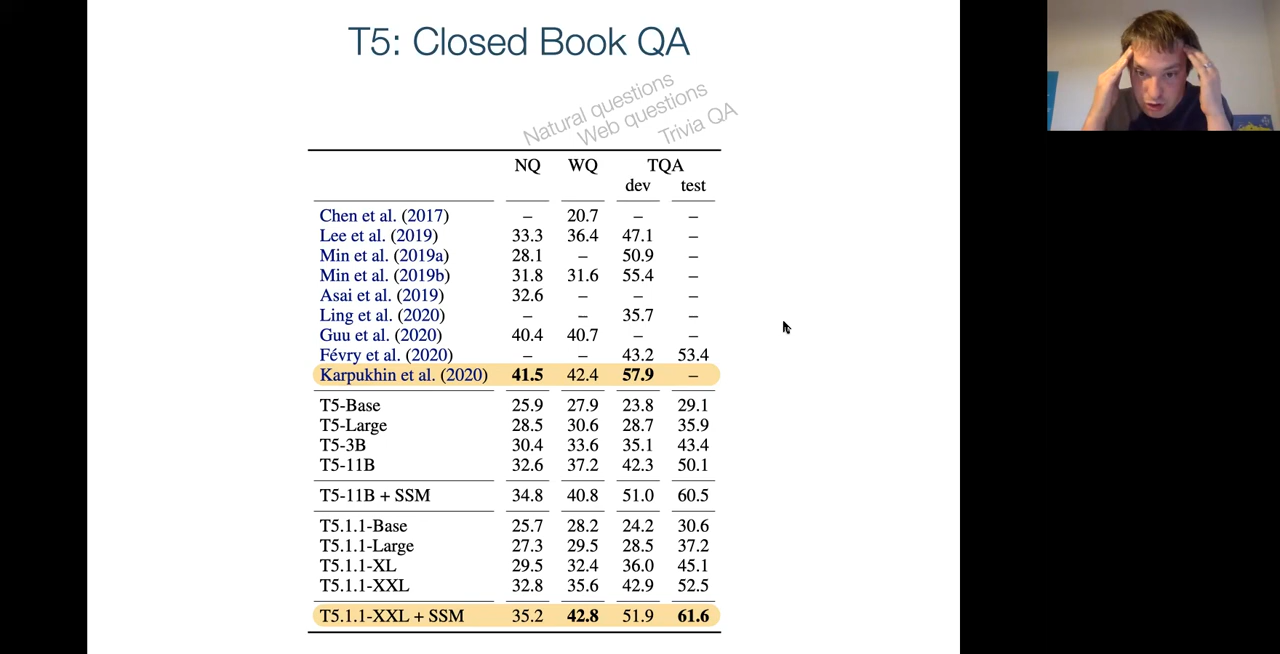 T5: Closed Book QA
Natural questions
Web questions
Trivia QA
NQ WQ TQA
dev test
Chen et al. (2017) – 20.7 – –
Lee et al. (2019) 33.3 36.4 47.1 –
Min et al. (2019a) 28.1 – 50.9 –
Min et al. (2019b) 31.8 31.6 55.4 –
Asai et al. (2019) 32.6 – – –
Ling et al. (2020) – – 35.7 –
Guu et al. (2020) 40.4 40.7 – –
Févry et al. (2020) – – 43.2 53.4
Karpukhin et al. (2020) 41.5 42.4 57.9 –
T5-Base 25.9 27.9 23.8 29.1
T5-Large 28.5 30.6 28.7 35.9
T5-3B 30.4 33.6 35.1 43.4
T5-11B 32.6 37.2 42.3 50.1
T5-11B + SSM 34.8 40.8 51.0 60.5
T5.1.1-Base 25.7 28.2 24.2 30.6
T5.1.1-Large 27.3 29.5 28.5 37.2
T5.1.1-XL 29.5 32.4 36.0 45.1
T5.1.1-XXL 32.8 35.6 42.9 52.5
T5.1.1-XXL + SSM 35.2 42.8 51.9 61.6